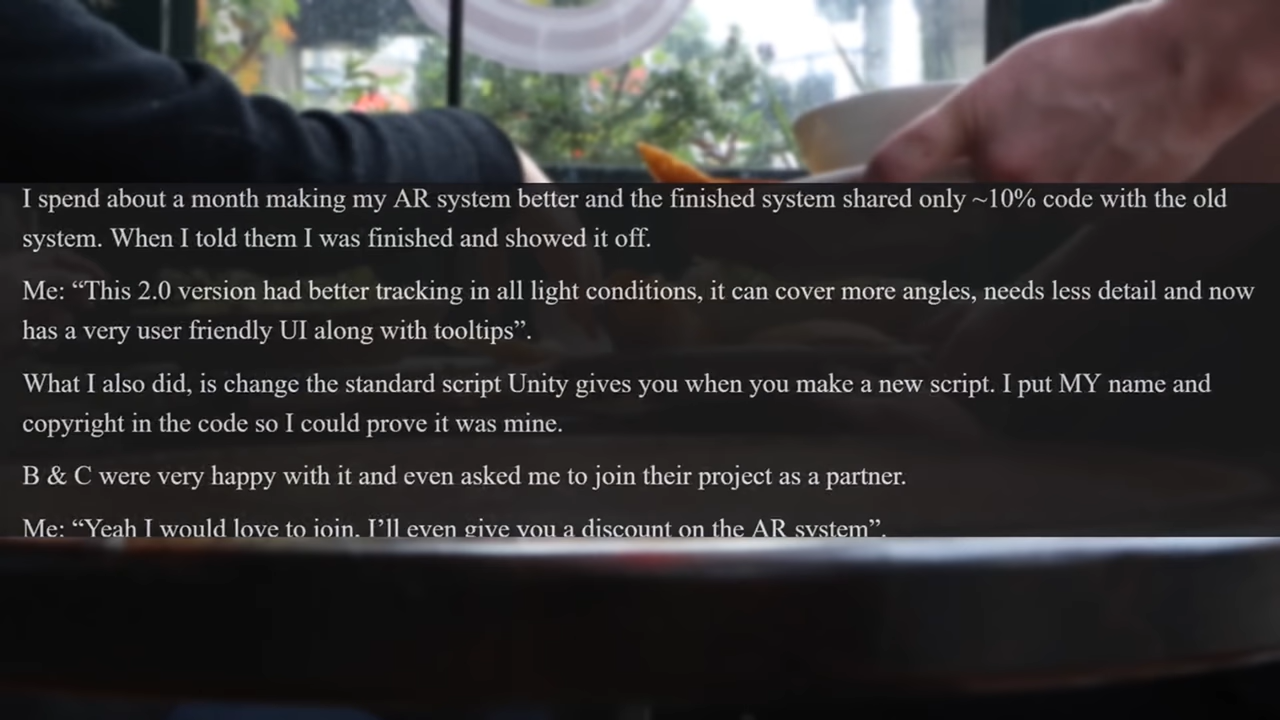 I spend about a month making my AR system better and the finished system shared only ~10% code with the old
system. When I told them I was finished and showed it off.
Me: “This 2.0 version had better tracking in all light conditions, it can cover more angles, needs less detail and now
has a very user friendly UI along with tooltips”.
What I also did, is change the standard script Unity gives you when you make a new script. I put MY name and
copyright in the code so I could prove it was mine.
B & C were very happy with it and even asked me to join their project as a partner.
Me: “Yeah I would love to join, I’ll even give you a discount on the AR system”.